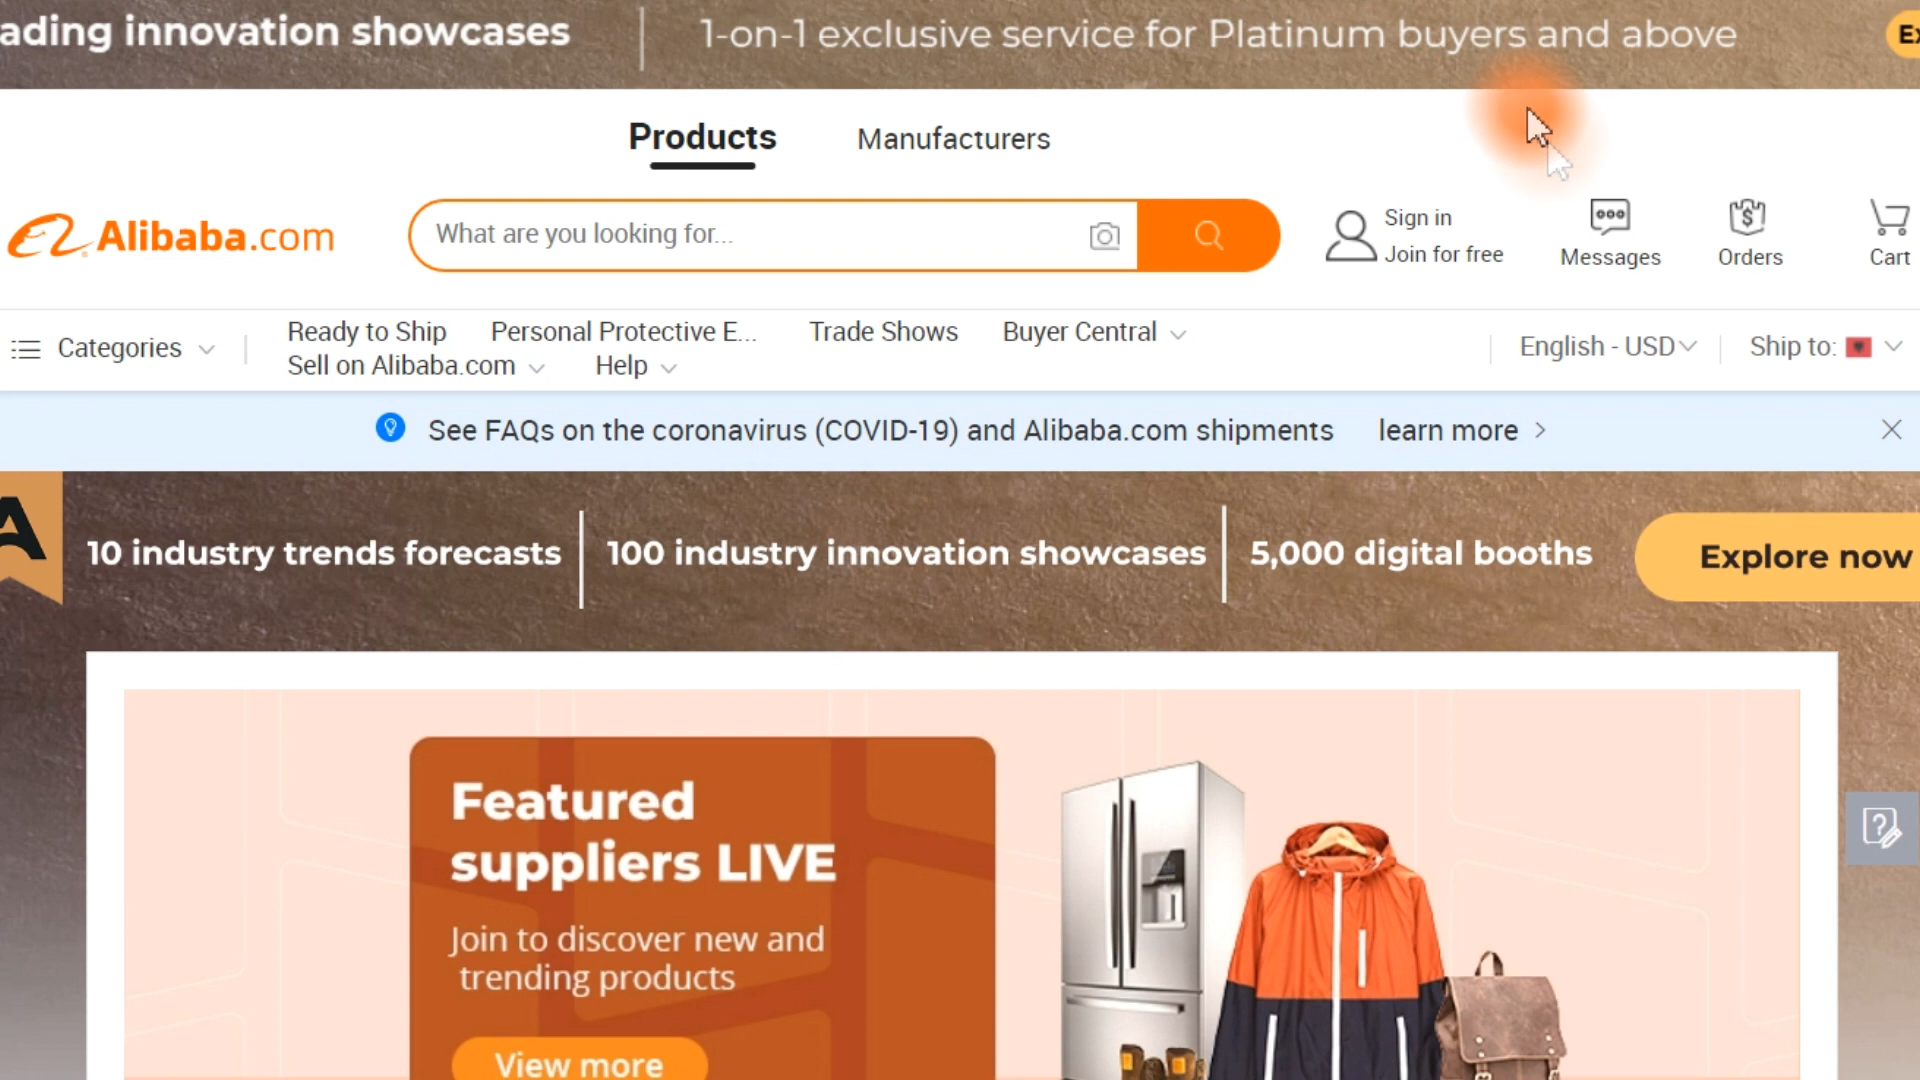 ading innovation showcases
1-on-1 exclusive service for Platinum buyers and above
Ex
Products
Manufacturers
Alibaba.com
What are you looking for...
Sign in
Join for free
Messages
Orders
Cart
Categories
Ready to Ship
Personal Protective E...
Trade Shows
Buyer Central
Sell on Alibaba.com
Help
English - USD
Ship to:
See FAQs on the coronavirus (COVID-19) and Alibaba.com shipments
learn more
A
10 industry trends forecasts
100 industry innovation showcases
5,000 digital booths
Explore now
Featured
suppliers LIVE
Join to discover new and
trending products
View more